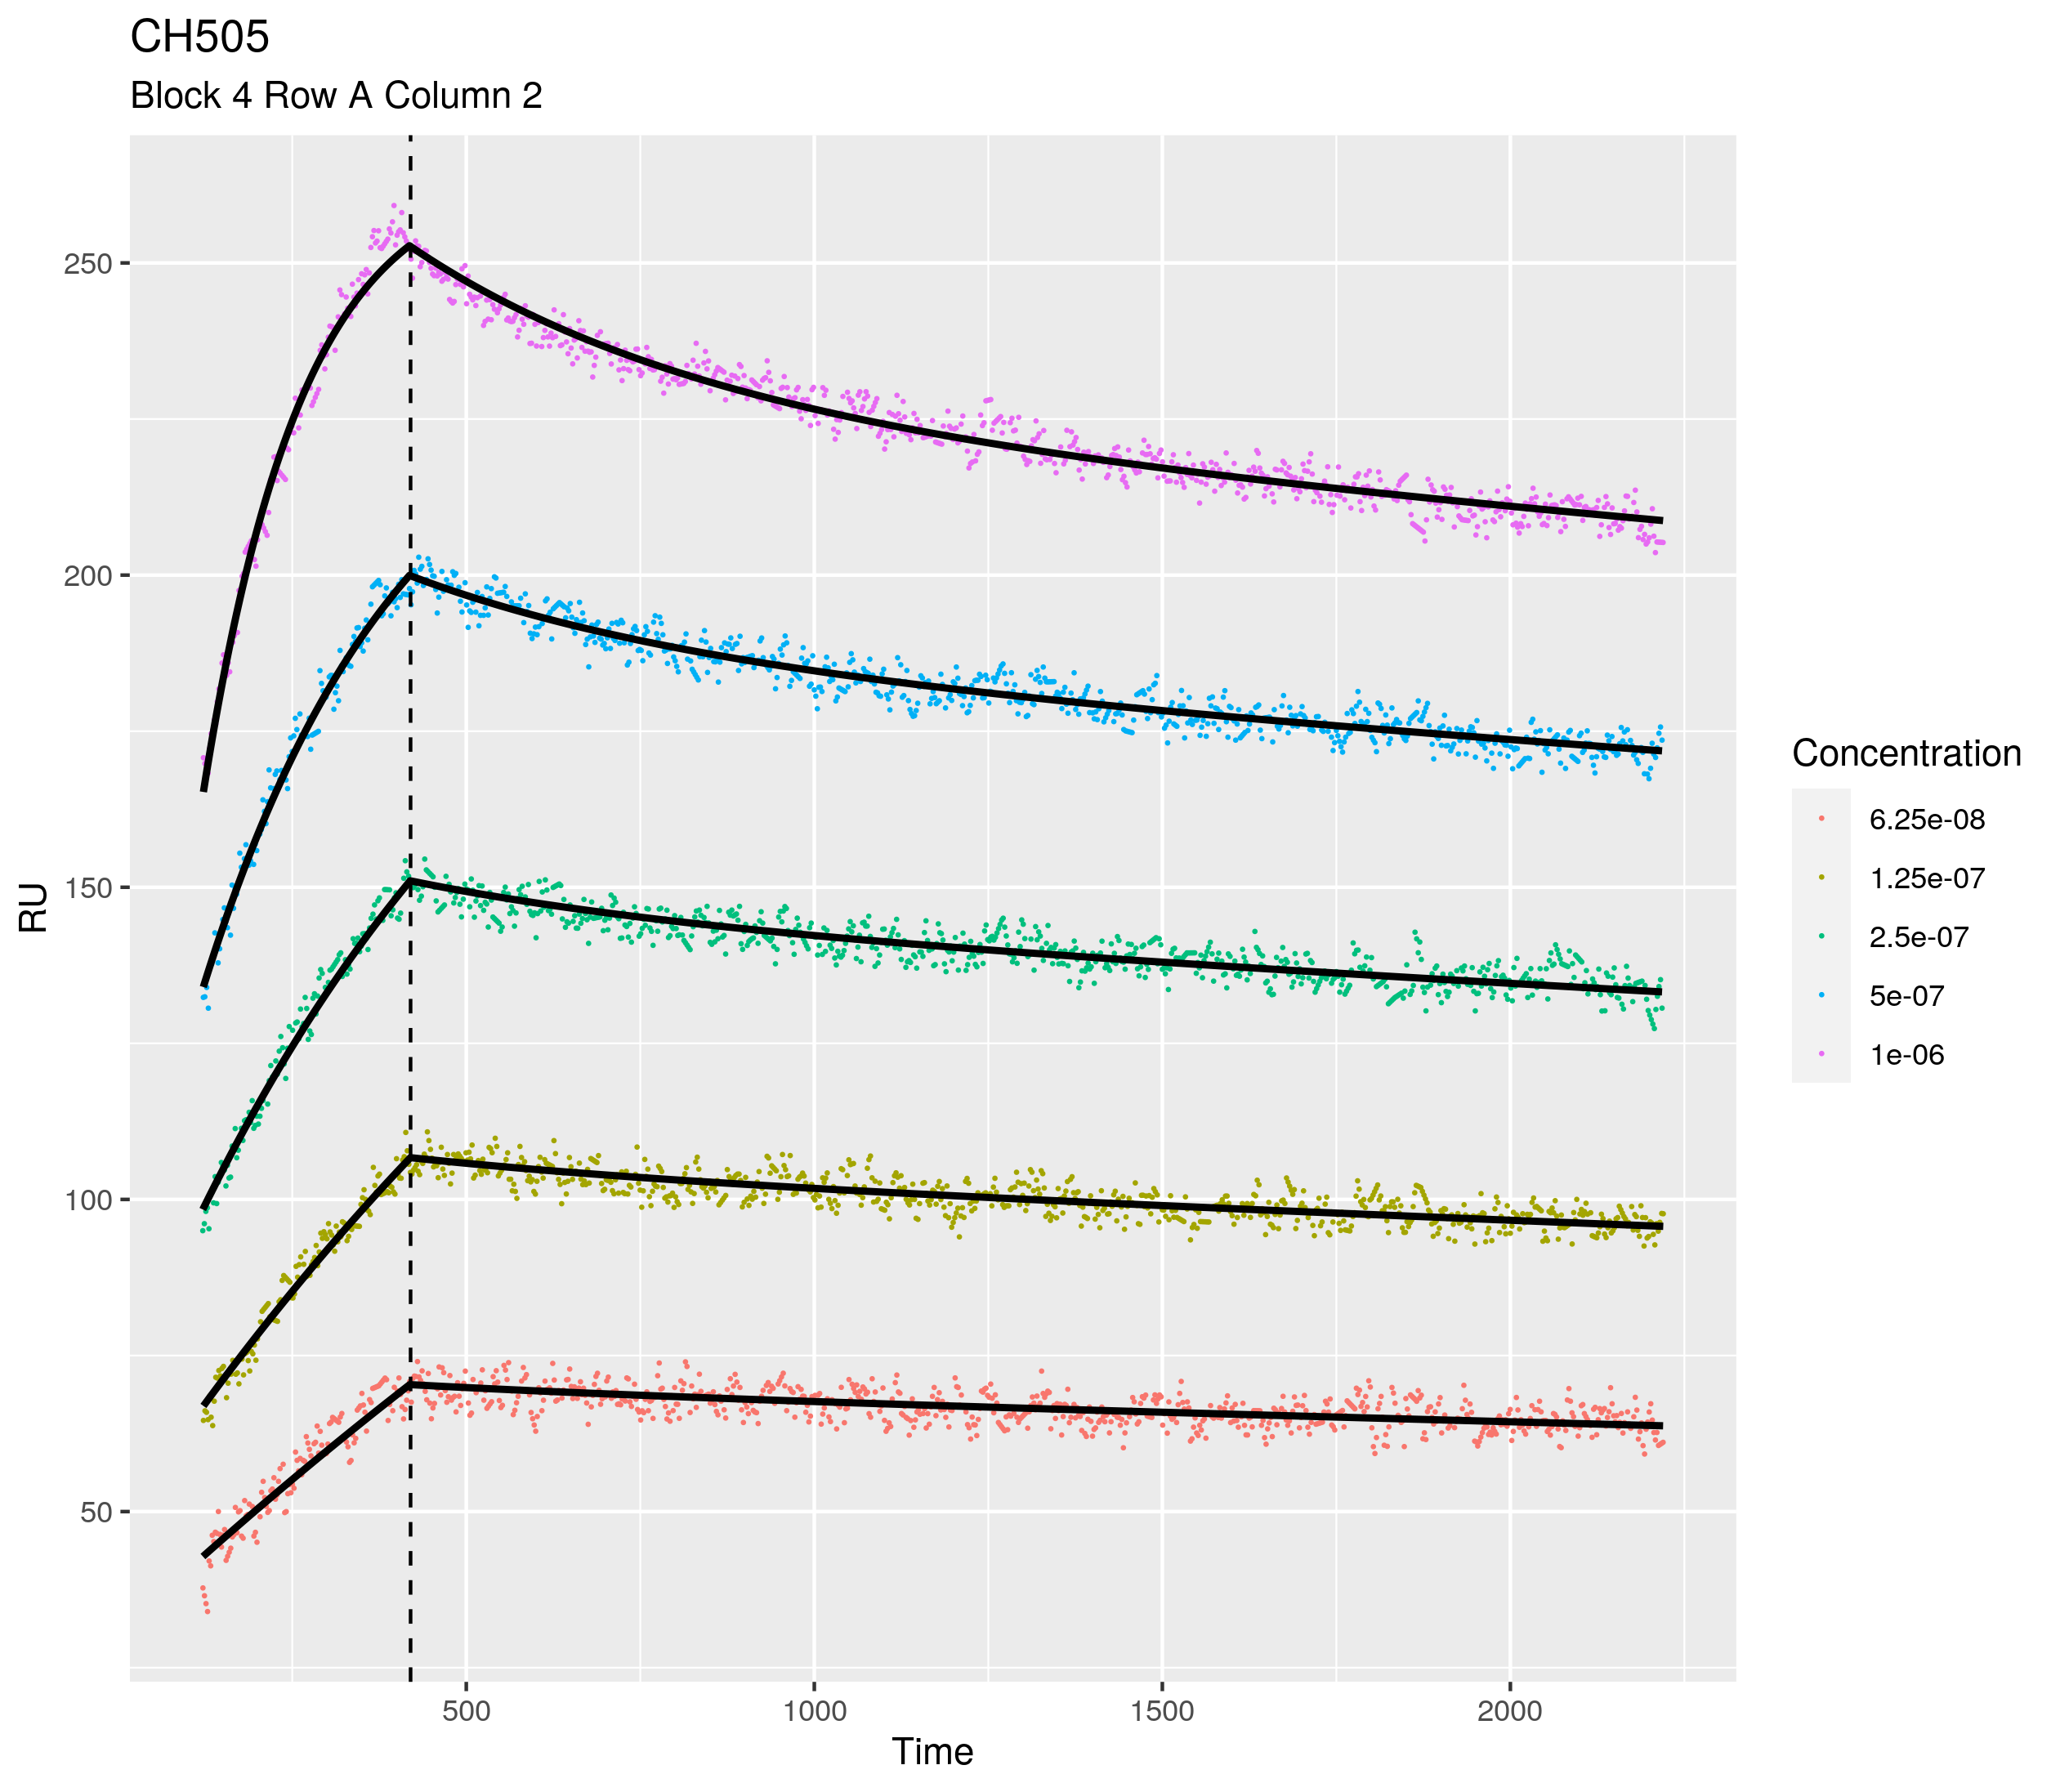 CH505
Block 4 Row A Column 2
RU
250
200
150
100
50
500 1000 1500 2000
Time
Concentration
6.25e-08
1.25e-07
2.5e-07
5e-07
1e-06